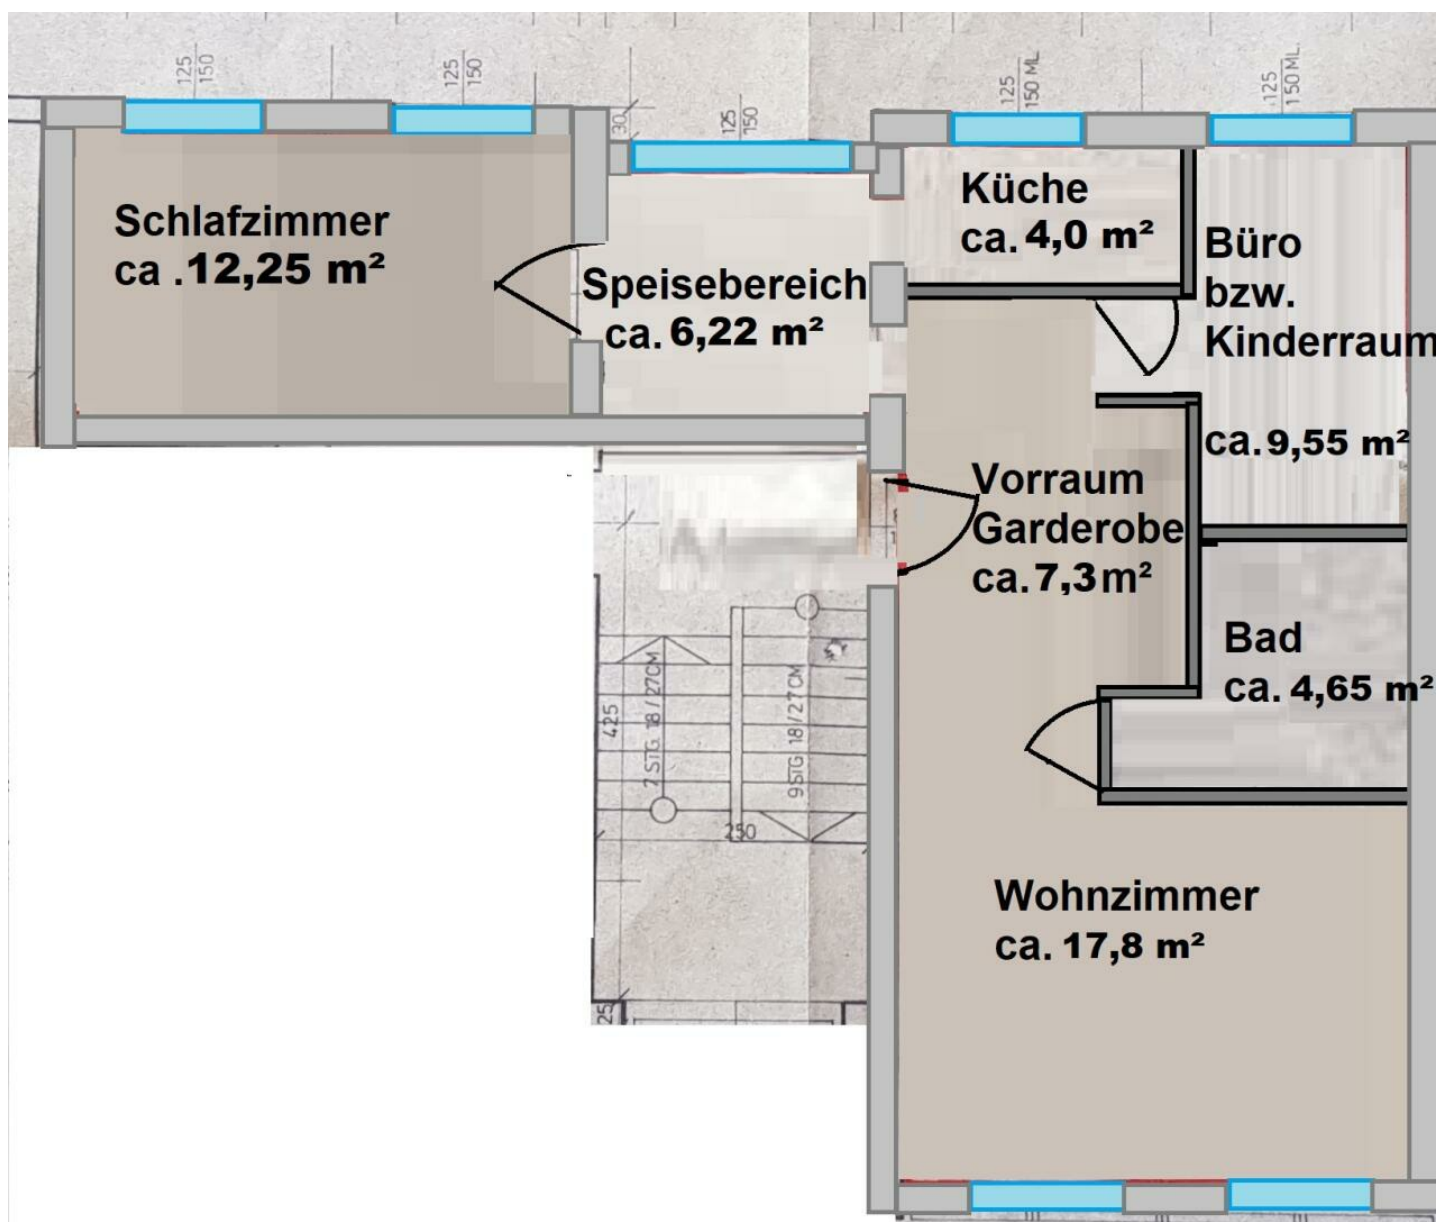 125
150
125
150
30
125
150
125
150 ML.
125
150 ML
Schlafzimmer
ca .12,25 m²
Speisebereich
ca. 6,22 m²
Küche
ca. 4,0 m²
Büro
bzw.
Kinderraum
ca. 9,55 m²
Vorraum
Garderobe
ca. 7,3 m²
Bad
ca. 4,65 m²
425
7 STG. 18 / 27CM
9 STG 18/27CM
250
25
Wohnzimmer
ca. 17,8 m²